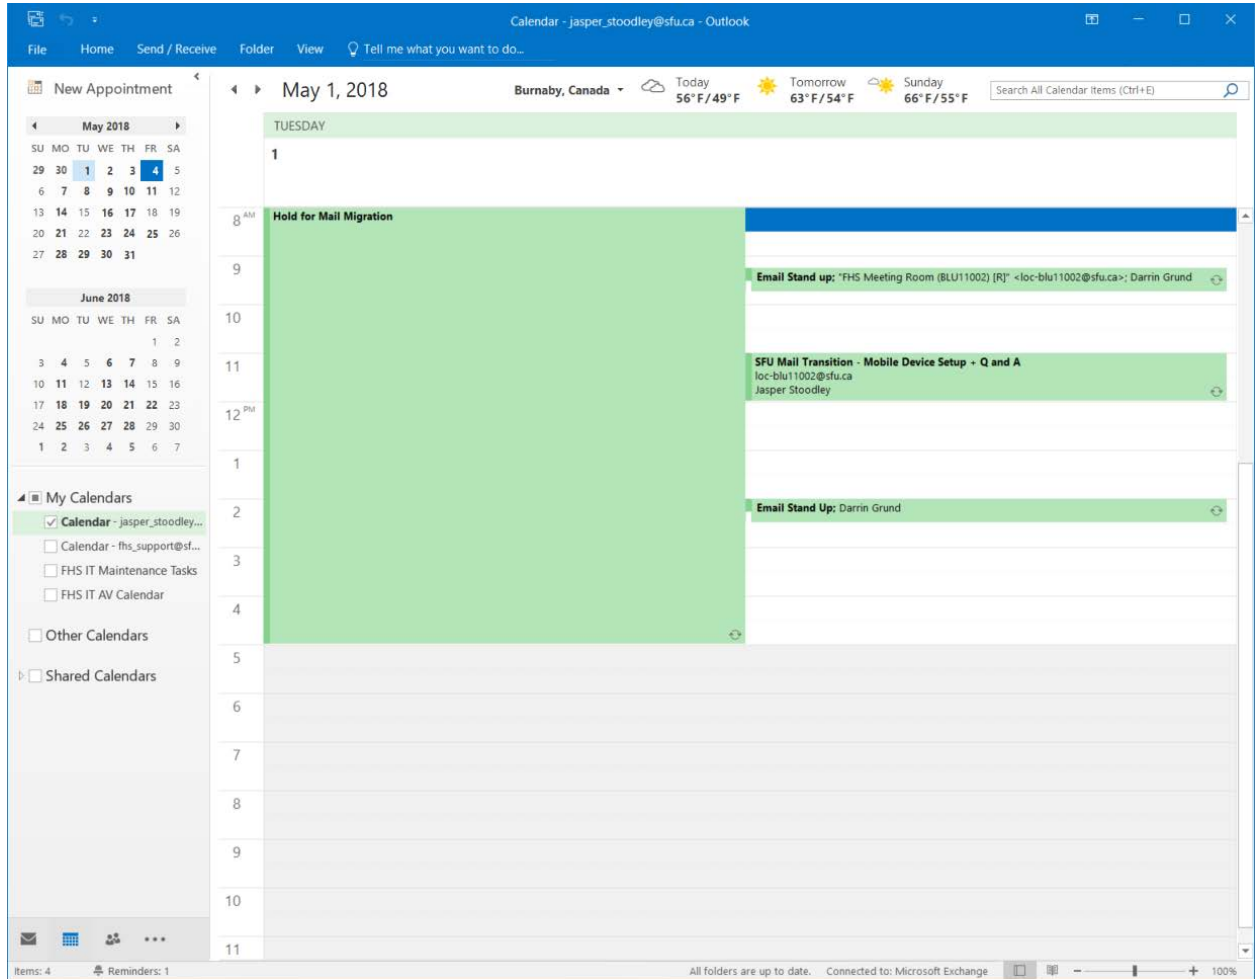 Calendar - jasper_stoodley@sfu.ca - Outlook
File Home Send / Receive Folder View Tell me what you want to do...
New Appointment
May 2018
SU MO TU WE TH FR SA
29 30 1 2 3 4 5
6 7 8 9 10 11 12
13 14 15 16 17 18 19
20 21 22 23 24 25 26
27 28 29 30 31
June 2018
SU MO TU WE TH FR SA
1 2
3 4 5 6 7 8 9
10 11 12 13 14 15 16
17 18 19 20 21 22 23
24 25 26 27 28 29 30
1 2 3 4 5 6 7
My Calendars
Calendar - jasper_stoodley...
Calendar - fhs_support@sf...
FHS IT Maintenance Tasks
FHS IT AV Calendar
Other Calendars
Shared Calendars
May 1, 2018
Burnaby, Canada
Today
56°F/49°F
Tomorrow
63°F/54°F
Sunday
66°F/55°F
Search All Calendar Items (Ctrl+E)
TUESDAY
1
8 AM
Hold for Mail Migration
9
Email Stand up; "FHS Meeting Room (BLU11002) [R]" <loc-blu11002@sfu.ca>; Darrin Grund
10
11
SFU Mail Transition - Mobile Device Setup + Q and A
loc-blu11002@sfu.ca
Jasper Stoodley
12 PM
1
2
Email Stand Up; Darrin Grund
3
4
5
6
7
8
9
10
11
Items: 4 Reminders: 1 All folders are up to date. Connected to: Microsoft Exchange 100%